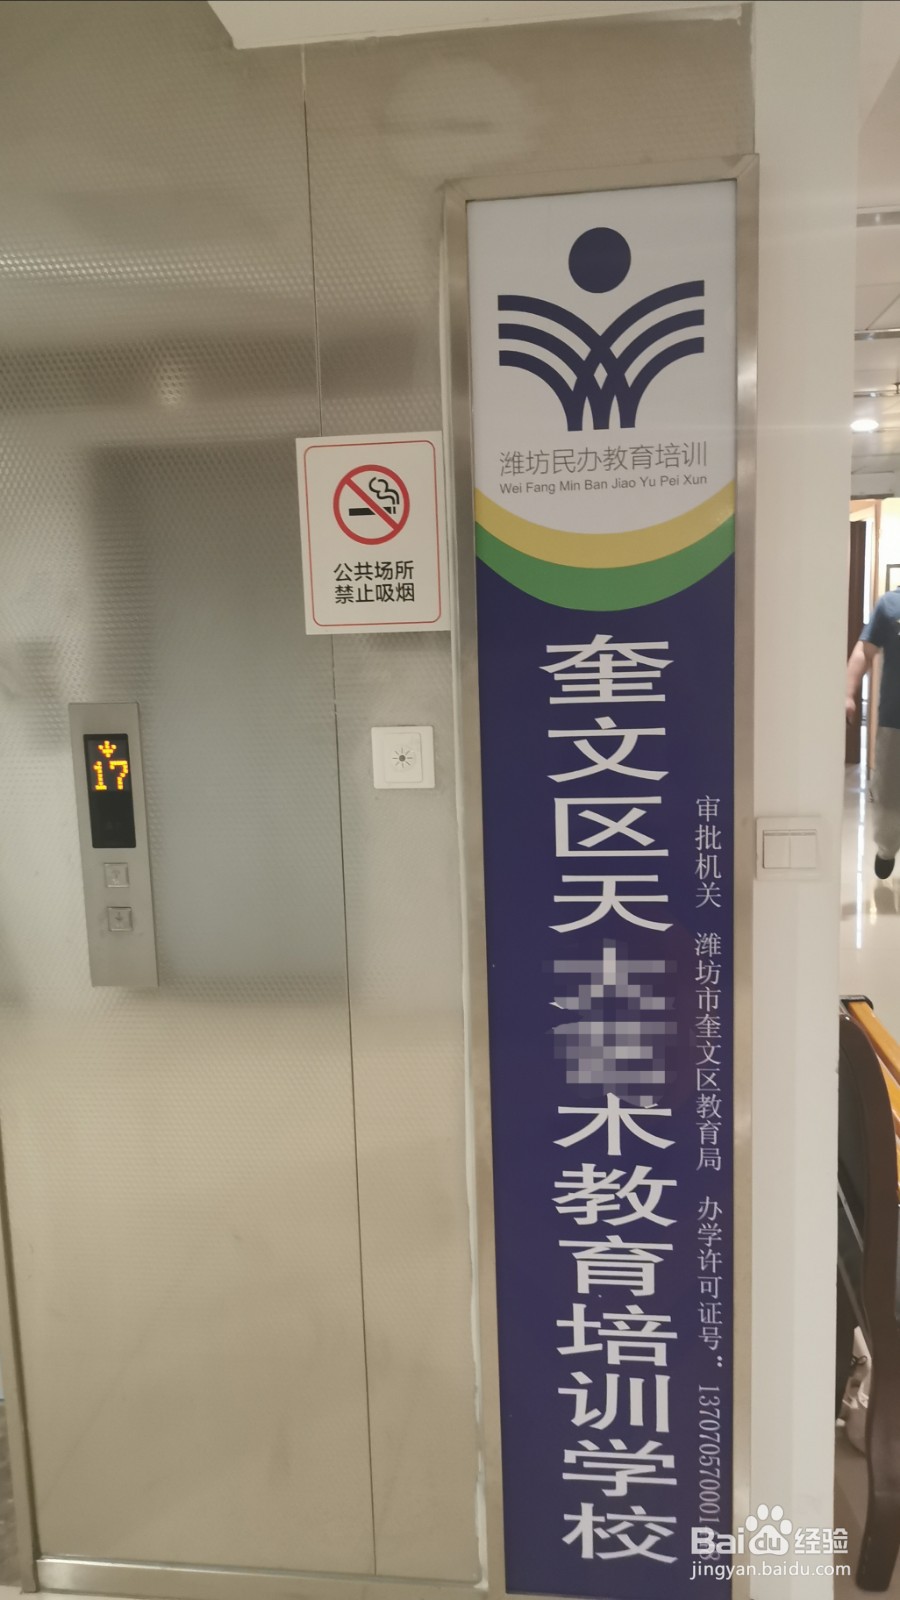 潍坊民办教育培训
Wei Fang Min Ban Jiao Yu Pei Xun
公共场所
禁止吸烟
17
奎文区天
术教育培训学校
审批机关 潍坊市奎文区教育局 办学许可证号：137070570001
Baidu经验
jingyan.baidu.com